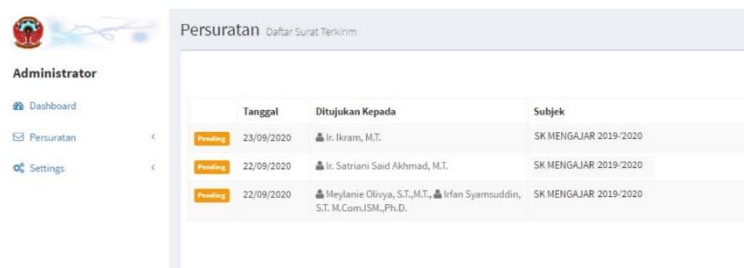 Persuratan Daftar Surat Terkirim
Administrator
Dashboard
Persuratan
Settings
Tanggal Ditujukan Kepada Subjek
Pending 23/09/2020 Ir. Ikram, M.T. SK MENGAJAR 2019-'2020
Pending 22/09/2020 Ir. Satriani Said Akhmad, M.T. SK MENGAJAR 2019-'2020
Pending 22/09/2020 Meylanie Olivya, S.T.,M.T., Irfan Syamsuddin, SK MENGAJAR 2019-'2020
S.T. M.Com.ISM.,Ph.D.